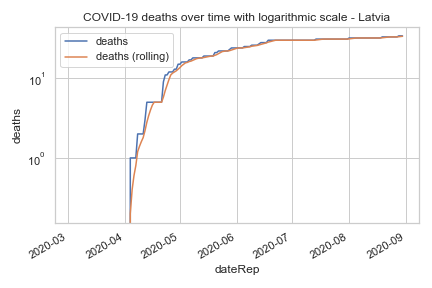 COVID-19 deaths over time with logarithmic scale - Latvia
deaths
deaths (rolling)
10¹
10⁰
deaths
2020-03
2020-04
2020-05
2020-06
2020-07
2020-08
2020-09
dateRep